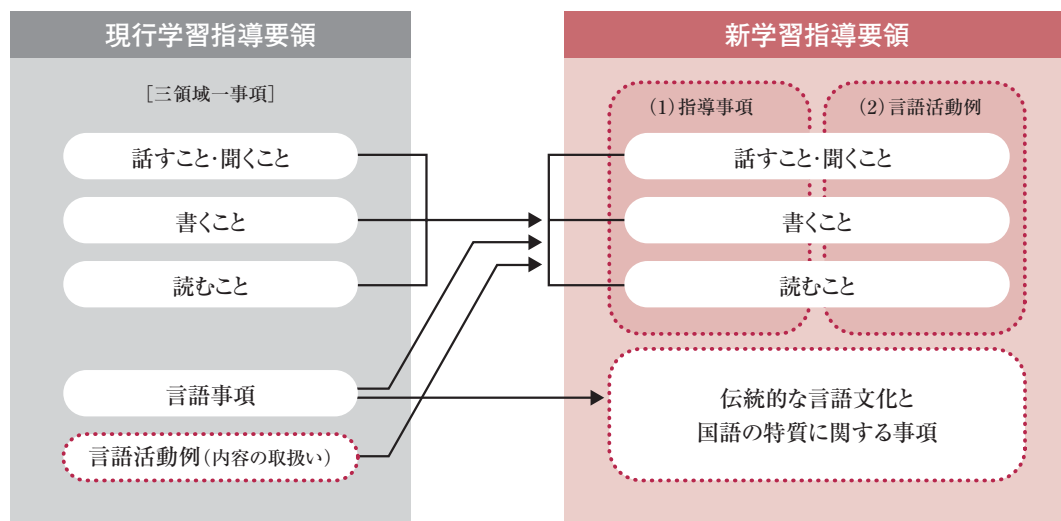 現行学習指導要領
[三領域一事項]
話すこと・聞くこと
書くこと
読むこと
言語事項
言語活動例（内容の取扱い）
新学習指導要領
（1）指導事項
（2）言語活動例
話すこと・聞くこと
書くこと
読むこと
伝統的な言語文化と
国語の特質に関する事項